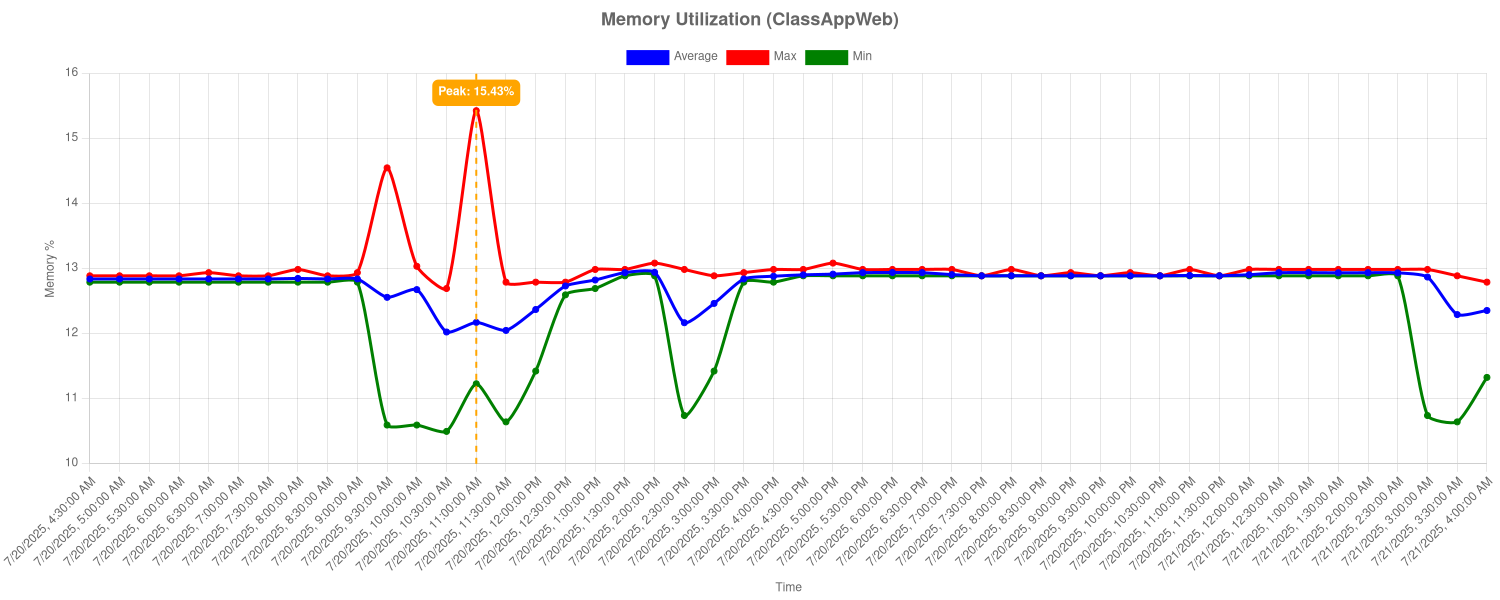 Memory Utilization (ClassAppWeb)
Average Max Min
16
Peak: 15.43%
15
14
13
12
11
10
Memory %
7/20/2025, 4:30:00 AM
7/20/2025, 5:00:00 AM
7/20/2025, 5:30:00 AM
7/20/2025, 6:00:00 AM
7/20/2025, 6:30:00 AM
7/20/2025, 7:00:00 AM
7/20/2025, 7:30:00 AM
7/20/2025, 8:00:00 AM
7/20/2025, 8:30:00 AM
7/20/2025, 9:00:00 AM
7/20/2025, 9:30:00 AM
7/20/2025, 10:00:00 AM
7/20/2025, 10:30:00 AM
7/20/2025, 11:00:00 AM
7/20/2025, 11:30:00 AM
7/20/2025, 12:00:00 PM
7/20/2025, 12:30:00 PM
7/20/2025, 1:00:00 PM
7/20/2025, 1:30:00 PM
7/20/2025, 2:00:00 PM
7/20/2025, 2:30:00 PM
7/20/2025, 3:00:00 PM
7/20/2025, 3:30:00 PM
7/20/2025, 4:00:00 PM
7/20/2025, 4:30:00 PM
7/20/2025, 5:00:00 PM
7/20/2025, 5:30:00 PM
7/20/2025, 6:00:00 PM
7/20/2025, 6:30:00 PM
7/20/2025, 7:00:00 PM
7/20/2025, 7:30:00 PM
7/20/2025, 8:00:00 PM
7/20/2025, 8:30:00 PM
7/20/2025, 9:00:00 PM
7/20/2025, 9:30:00 PM
7/20/2025, 10:00:00 PM
7/20/2025, 10:30:00 PM
7/20/2025, 11:00:00 PM
7/20/2025, 11:30:00 PM
7/21/2025, 12:00:00 AM
7/21/2025, 12:30:00 AM
7/21/2025, 1:00:00 AM
7/21/2025, 1:30:00 AM
7/21/2025, 2:00:00 AM
7/21/2025, 2:30:00 AM
7/21/2025, 3:00:00 AM
7/21/2025, 3:30:00 AM
7/21/2025, 4:00:00 AM
Time